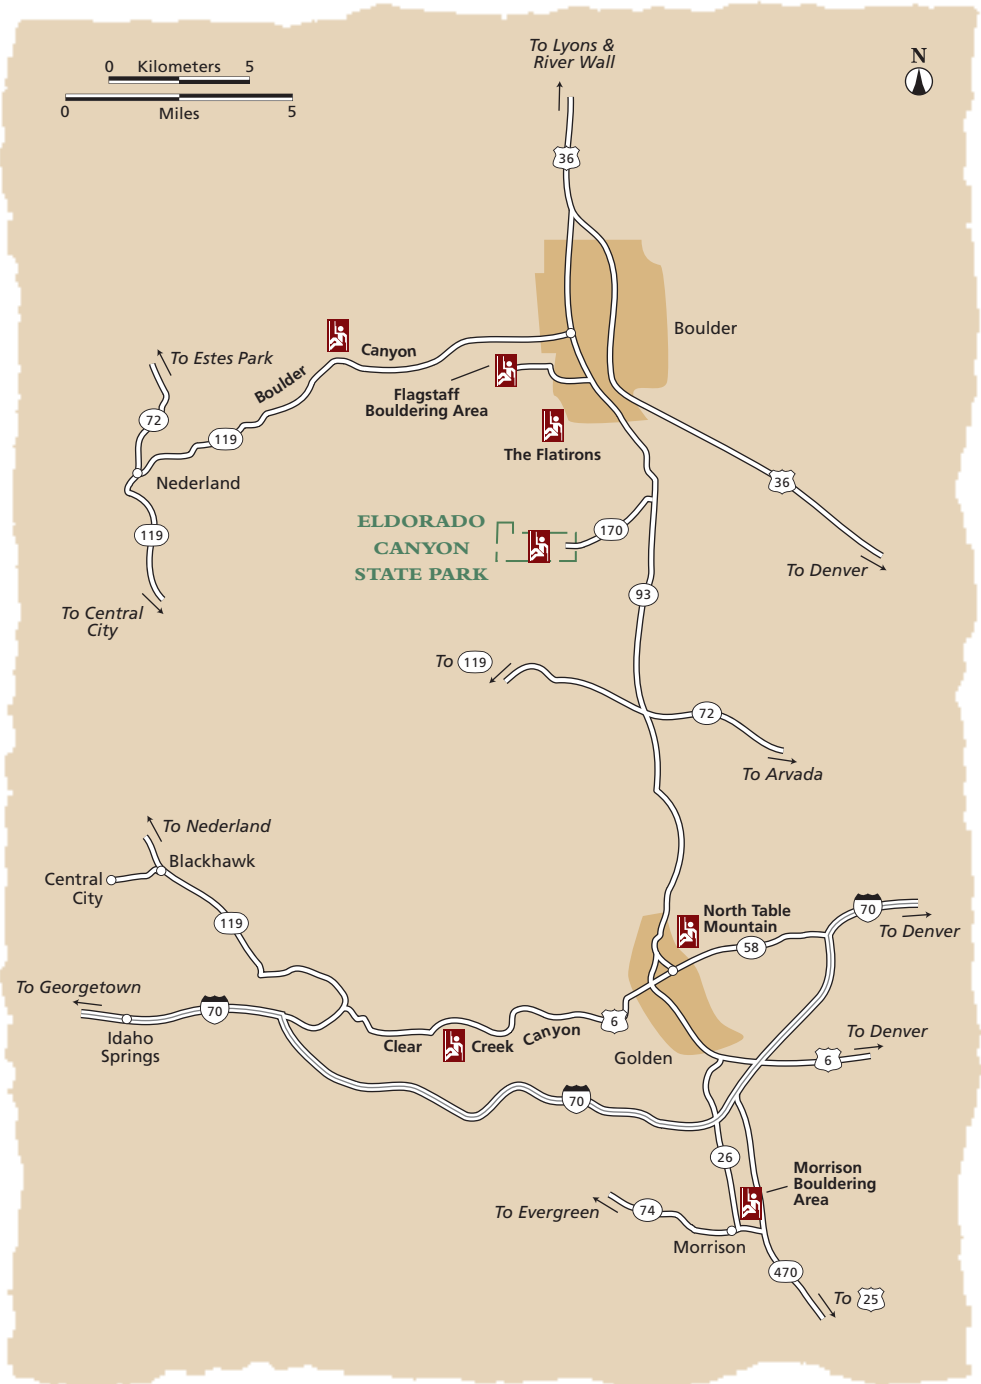 To Lyons &
River Wall
N
0 Kilometers 5
0 Miles 5
36
Boulder
Boulder Canyon
To Estes Park
72
119
Flagstaff
Bouldering Area
The Flatirons
Nederland
36
119
ELDORADO
CANYON
STATE PARK
170
To Denver
93
To Central
City
To 119
72
To Arvada
To Nederland
Blackhawk
Central
City
119
70
North Table
Mountain
58
To Denver
To Georgetown
70
Idaho
Springs
6
Clear Creek Canyon
Golden
To Denver
6
70
26
Morrison
Bouldering
Area
To Evergreen
74
Morrison
470
To 25